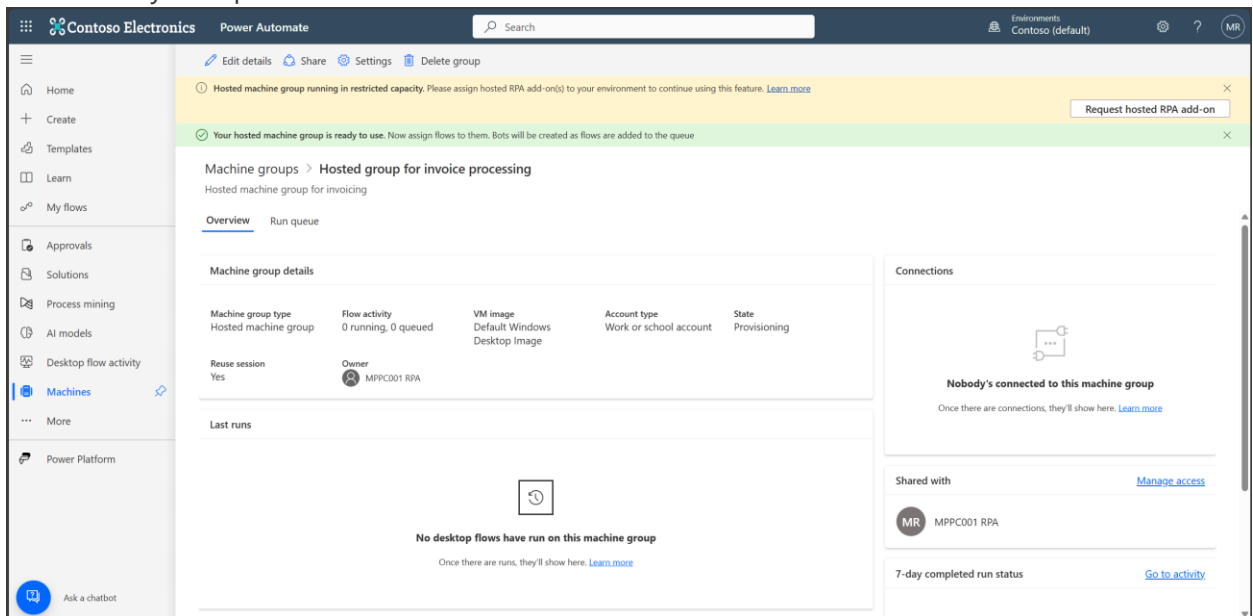 Contoso Electronics
Power Automate
Search
Environments
Contoso (default)
?
MR
Edit details
Share
Settings
Delete group
Hosted machine group running in restricted capacity. Please assign hosted RPA add-on(s) to your environment to continue using this feature. Learn more
Request hosted RPA add-on
Your hosted machine group is ready to use. Now assign flows to them. Bots will be created as flows are added to the queue
Home
Create
Templates
Learn
My flows
Approvals
Solutions
Process mining
AI models
Desktop flow activity
Machines
More
Power Platform
Ask a chatbot
Machine groups > Hosted group for invoice processing
Hosted machine group for invoicing
Overview
Run queue
Machine group details
Machine group type
Hosted machine group
Flow activity
0 running, 0 queued
VM image
Default Windows
Desktop Image
Account type
Work or school account
State
Provisioning
Reuse session
Yes
Owner
MPPC001 RPA
Last runs
No desktop flows have run on this machine group
Once there are runs, they'll show here. Learn more
Connections
Nobody's connected to this machine group
Once there are connections, they'll show here. Learn more
Shared with
Manage access
MR
MPPC001 RPA
7-day completed run status
Go to activity